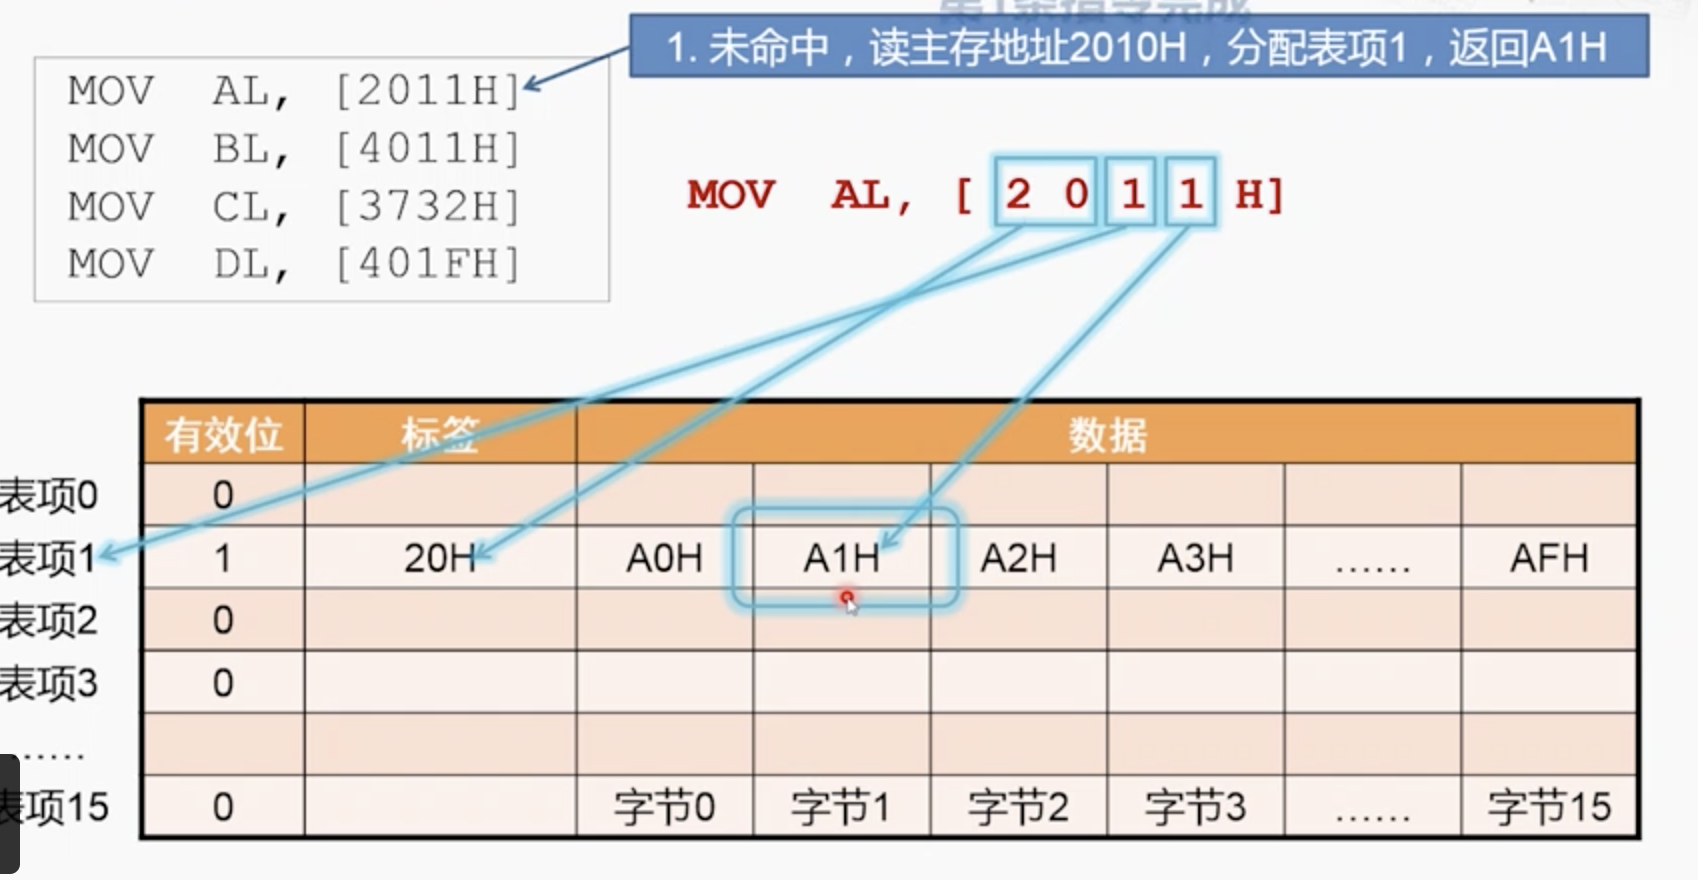 1. 未命中，读主存地址2010H，分配表项1，返回A1H
MOV AL, [2011H]
MOV BL, [4011H]
MOV CL, [3732H]
MOV DL, [401FH]
MOV AL, [ 2 0 1 1 H]
有效位 标签 数据
表项0 0
表项1 1 20H A0H A1H A2H A3H …… AFH
表项2 0
表项3 0
……
表项15 0 字节0 字节1 字节2 字节3 …… 字节15